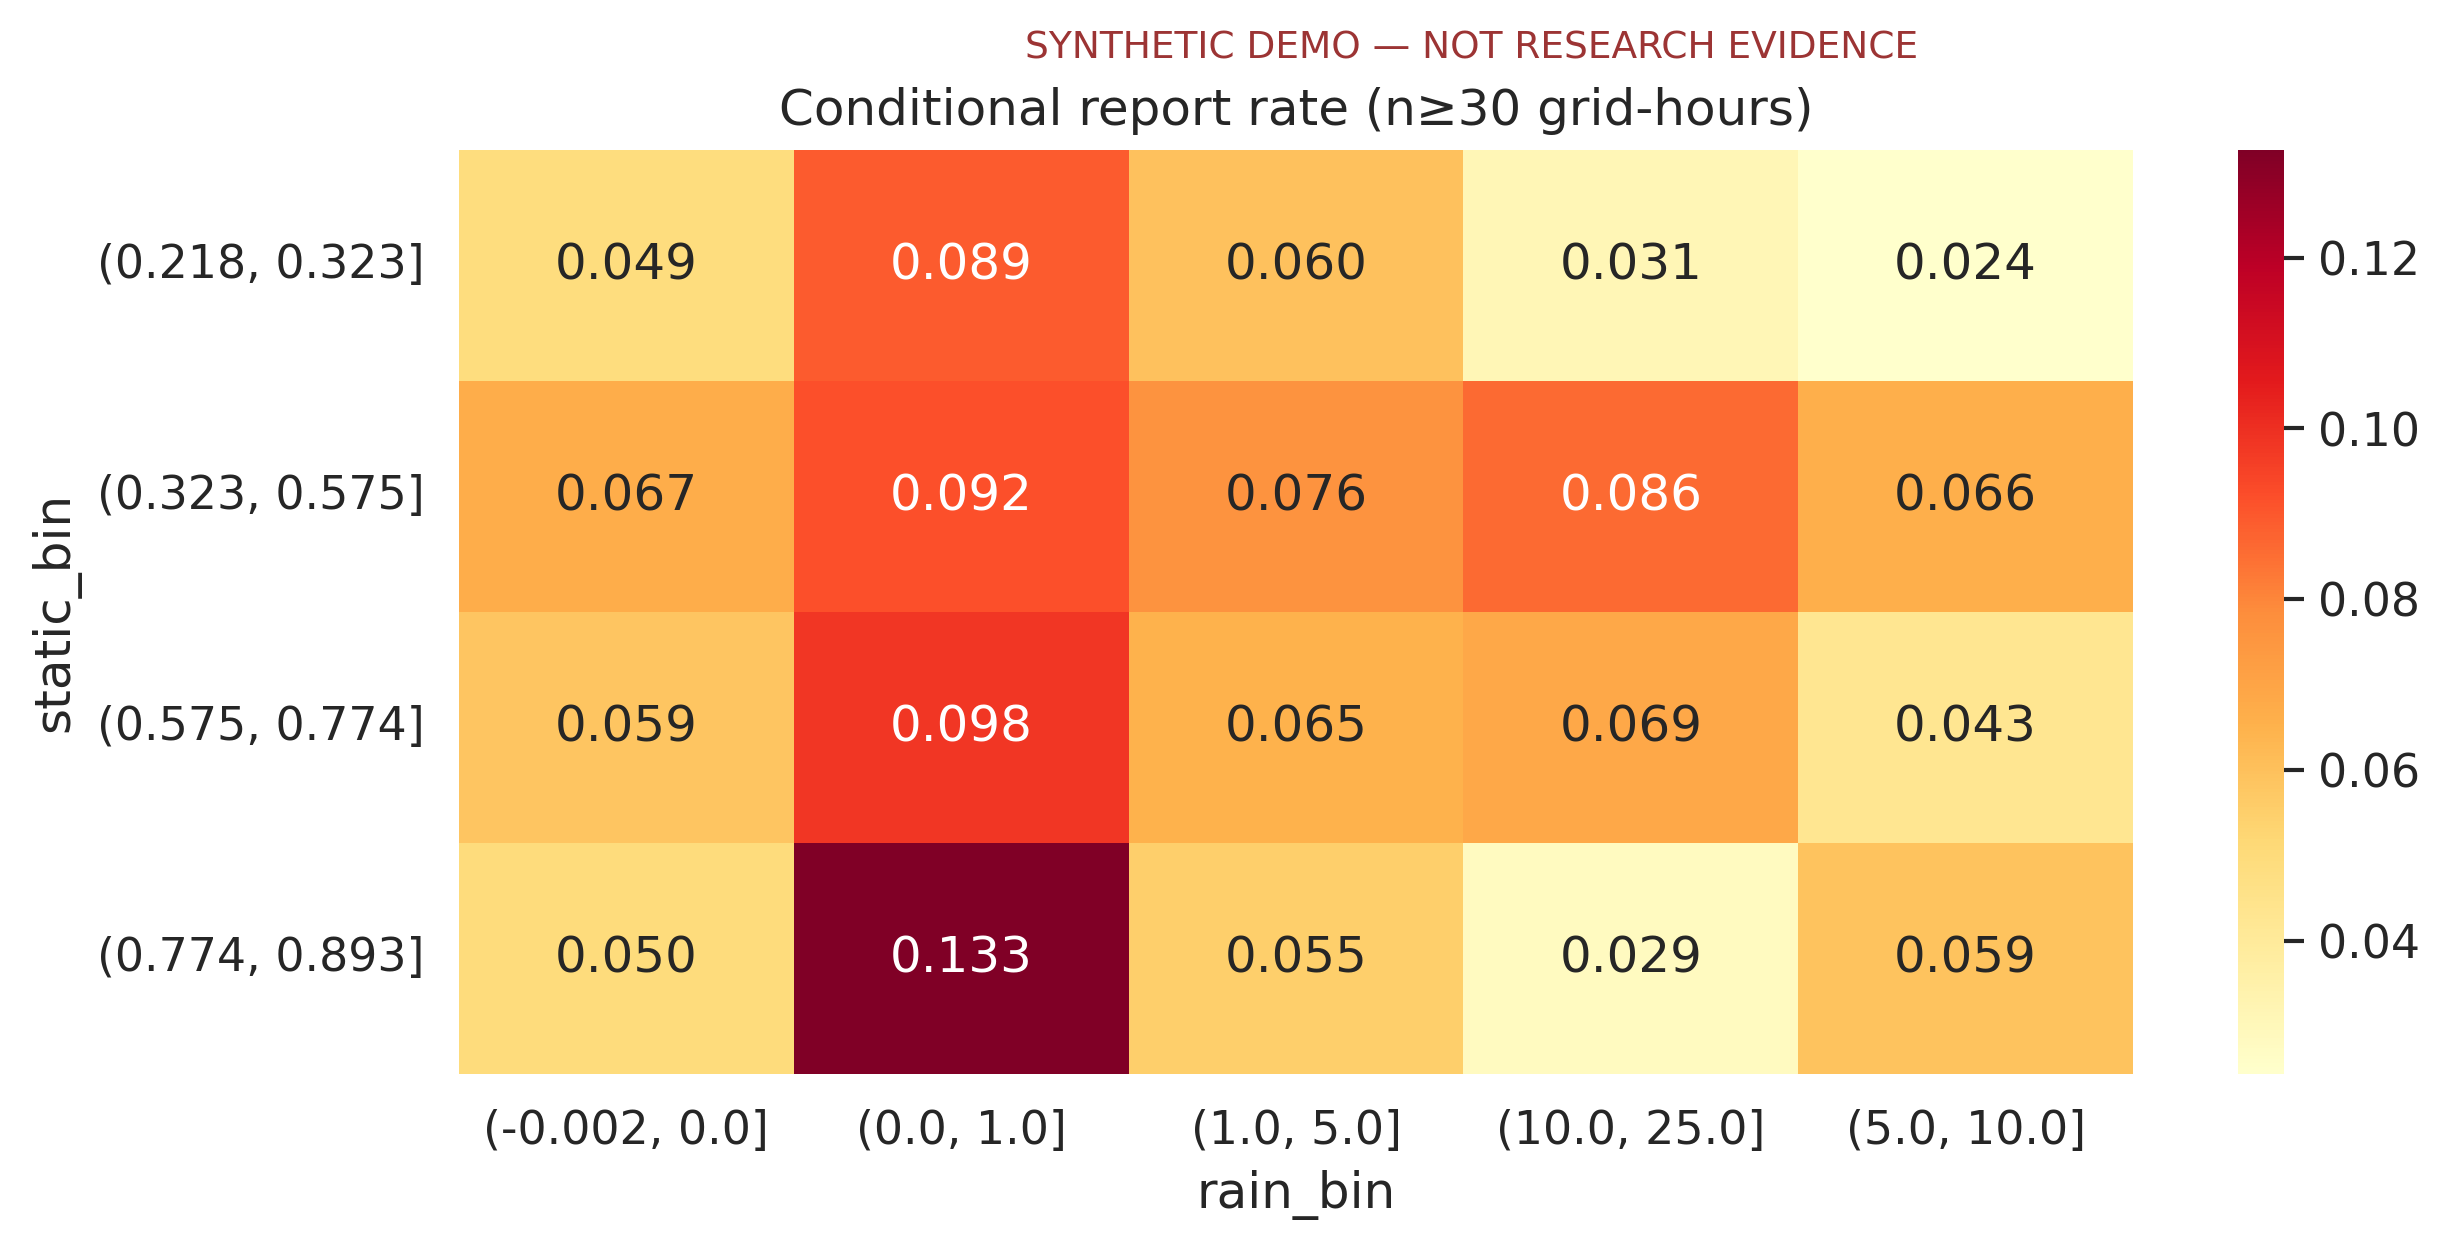 SYNTHETIC DEMO — NOT RESEARCH EVIDENCE
Conditional report rate (n≥30 grid-hours)
static_bin
(0.218, 0.323] 0.049 0.089 0.060 0.031 0.024
(0.323, 0.575] 0.067 0.092 0.076 0.086 0.066
(0.575, 0.774] 0.059 0.098 0.065 0.069 0.043
(0.774, 0.893] 0.050 0.133 0.055 0.029 0.059
(-0.002, 0.0] (0.0, 1.0] (1.0, 5.0] (10.0, 25.0] (5.0, 10.0]
rain_bin
0.12
0.10
0.08
0.06
0.04